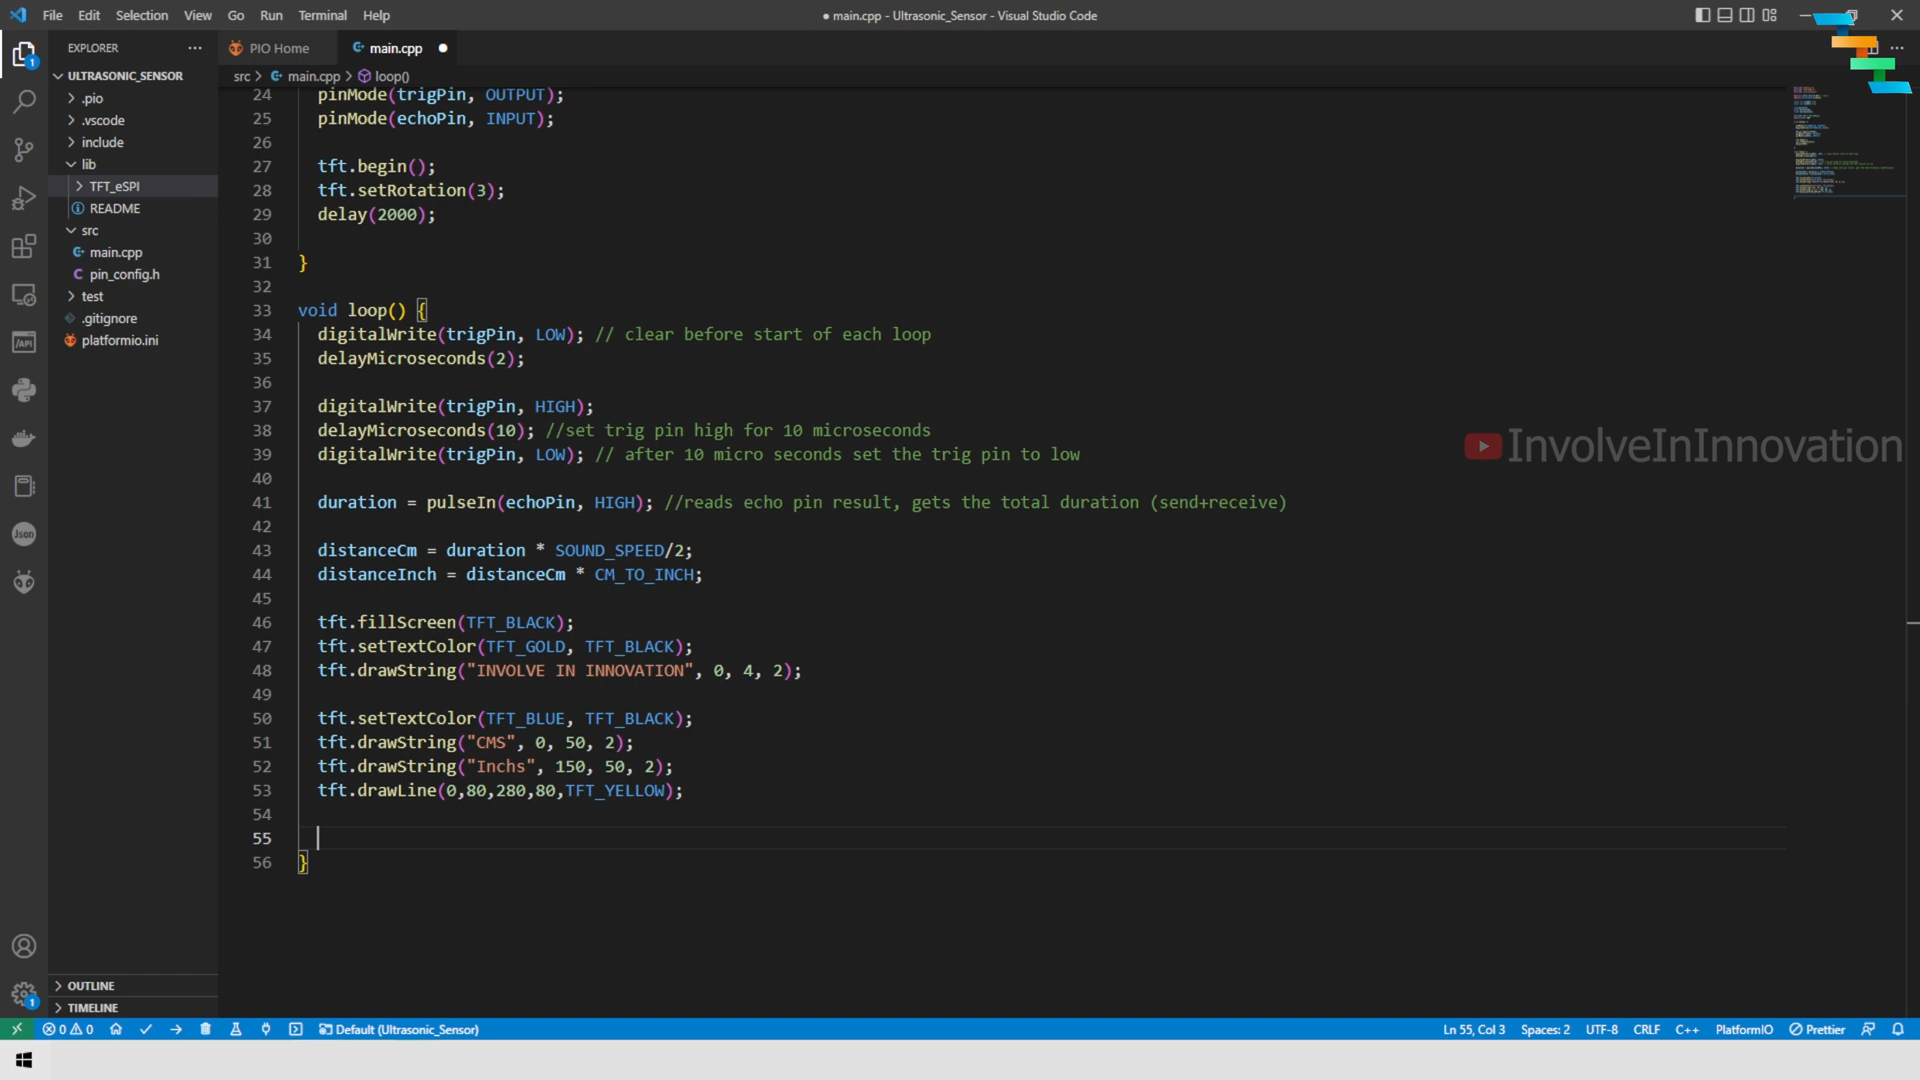 File Edit Selection View Go Run Terminal Help
● main.cpp - Ultrasonic_Sensor - Visual Studio Code
EXPLORER
PIO Home
main.cpp
ULTRASONIC_SENSOR
.pio
.vscode
include
lib
TFT_eSPI
README
src
main.cpp
pin_config.h
test
.gitignore
platformio.ini
OUTLINE
TIMELINE
1
API
Json
1
src > main.cpp > loop()
24 pinMode(trigPin, OUTPUT);
25 pinMode(echoPin, INPUT);
26
27 tft.begin();
28 tft.setRotation(3);
29 delay(2000);
30
31 }
32
33 void loop() {
34 digitalWrite(trigPin, LOW); // clear before start of each loop
35 delayMicroseconds(2);
36
37 digitalWrite(trigPin, HIGH);
38 delayMicroseconds(10); //set trig pin high for 10 microseconds
39 digitalWrite(trigPin, LOW); // after 10 micro seconds set the trig pin to low
40
41 duration = pulseIn(echoPin, HIGH); //reads echo pin result, gets the total duration (send+receive)
42
43 distanceCm = duration * SOUND_SPEED/2;
44 distanceInch = distanceCm * CM_TO_INCH;
45
46 tft.fillScreen(TFT_BLACK);
47 tft.setTextColor(TFT_GOLD, TFT_BLACK);
48 tft.drawString("INVOLVE IN INNOVATION", 0, 4, 2);
49
50 tft.setTextColor(TFT_BLUE, TFT_BLACK);
51 tft.drawString("CMS", 0, 50, 2);
52 tft.drawString("Inchs", 150, 50, 2);
53 tft.drawLine(0,80,280,80,TFT_YELLOW);
54
55
56 }
InvolveInInnovation
0 0 Default (Ultrasonic_Sensor)
Ln 55, Col 3 Spaces: 2 UTF-8 CRLF C++ PlatformIO Prettier